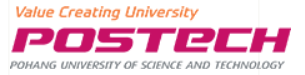 Value Creating University
POSTECH
POHANG UNIVERSITY OF SCIENCE AND TECHNOLOGY